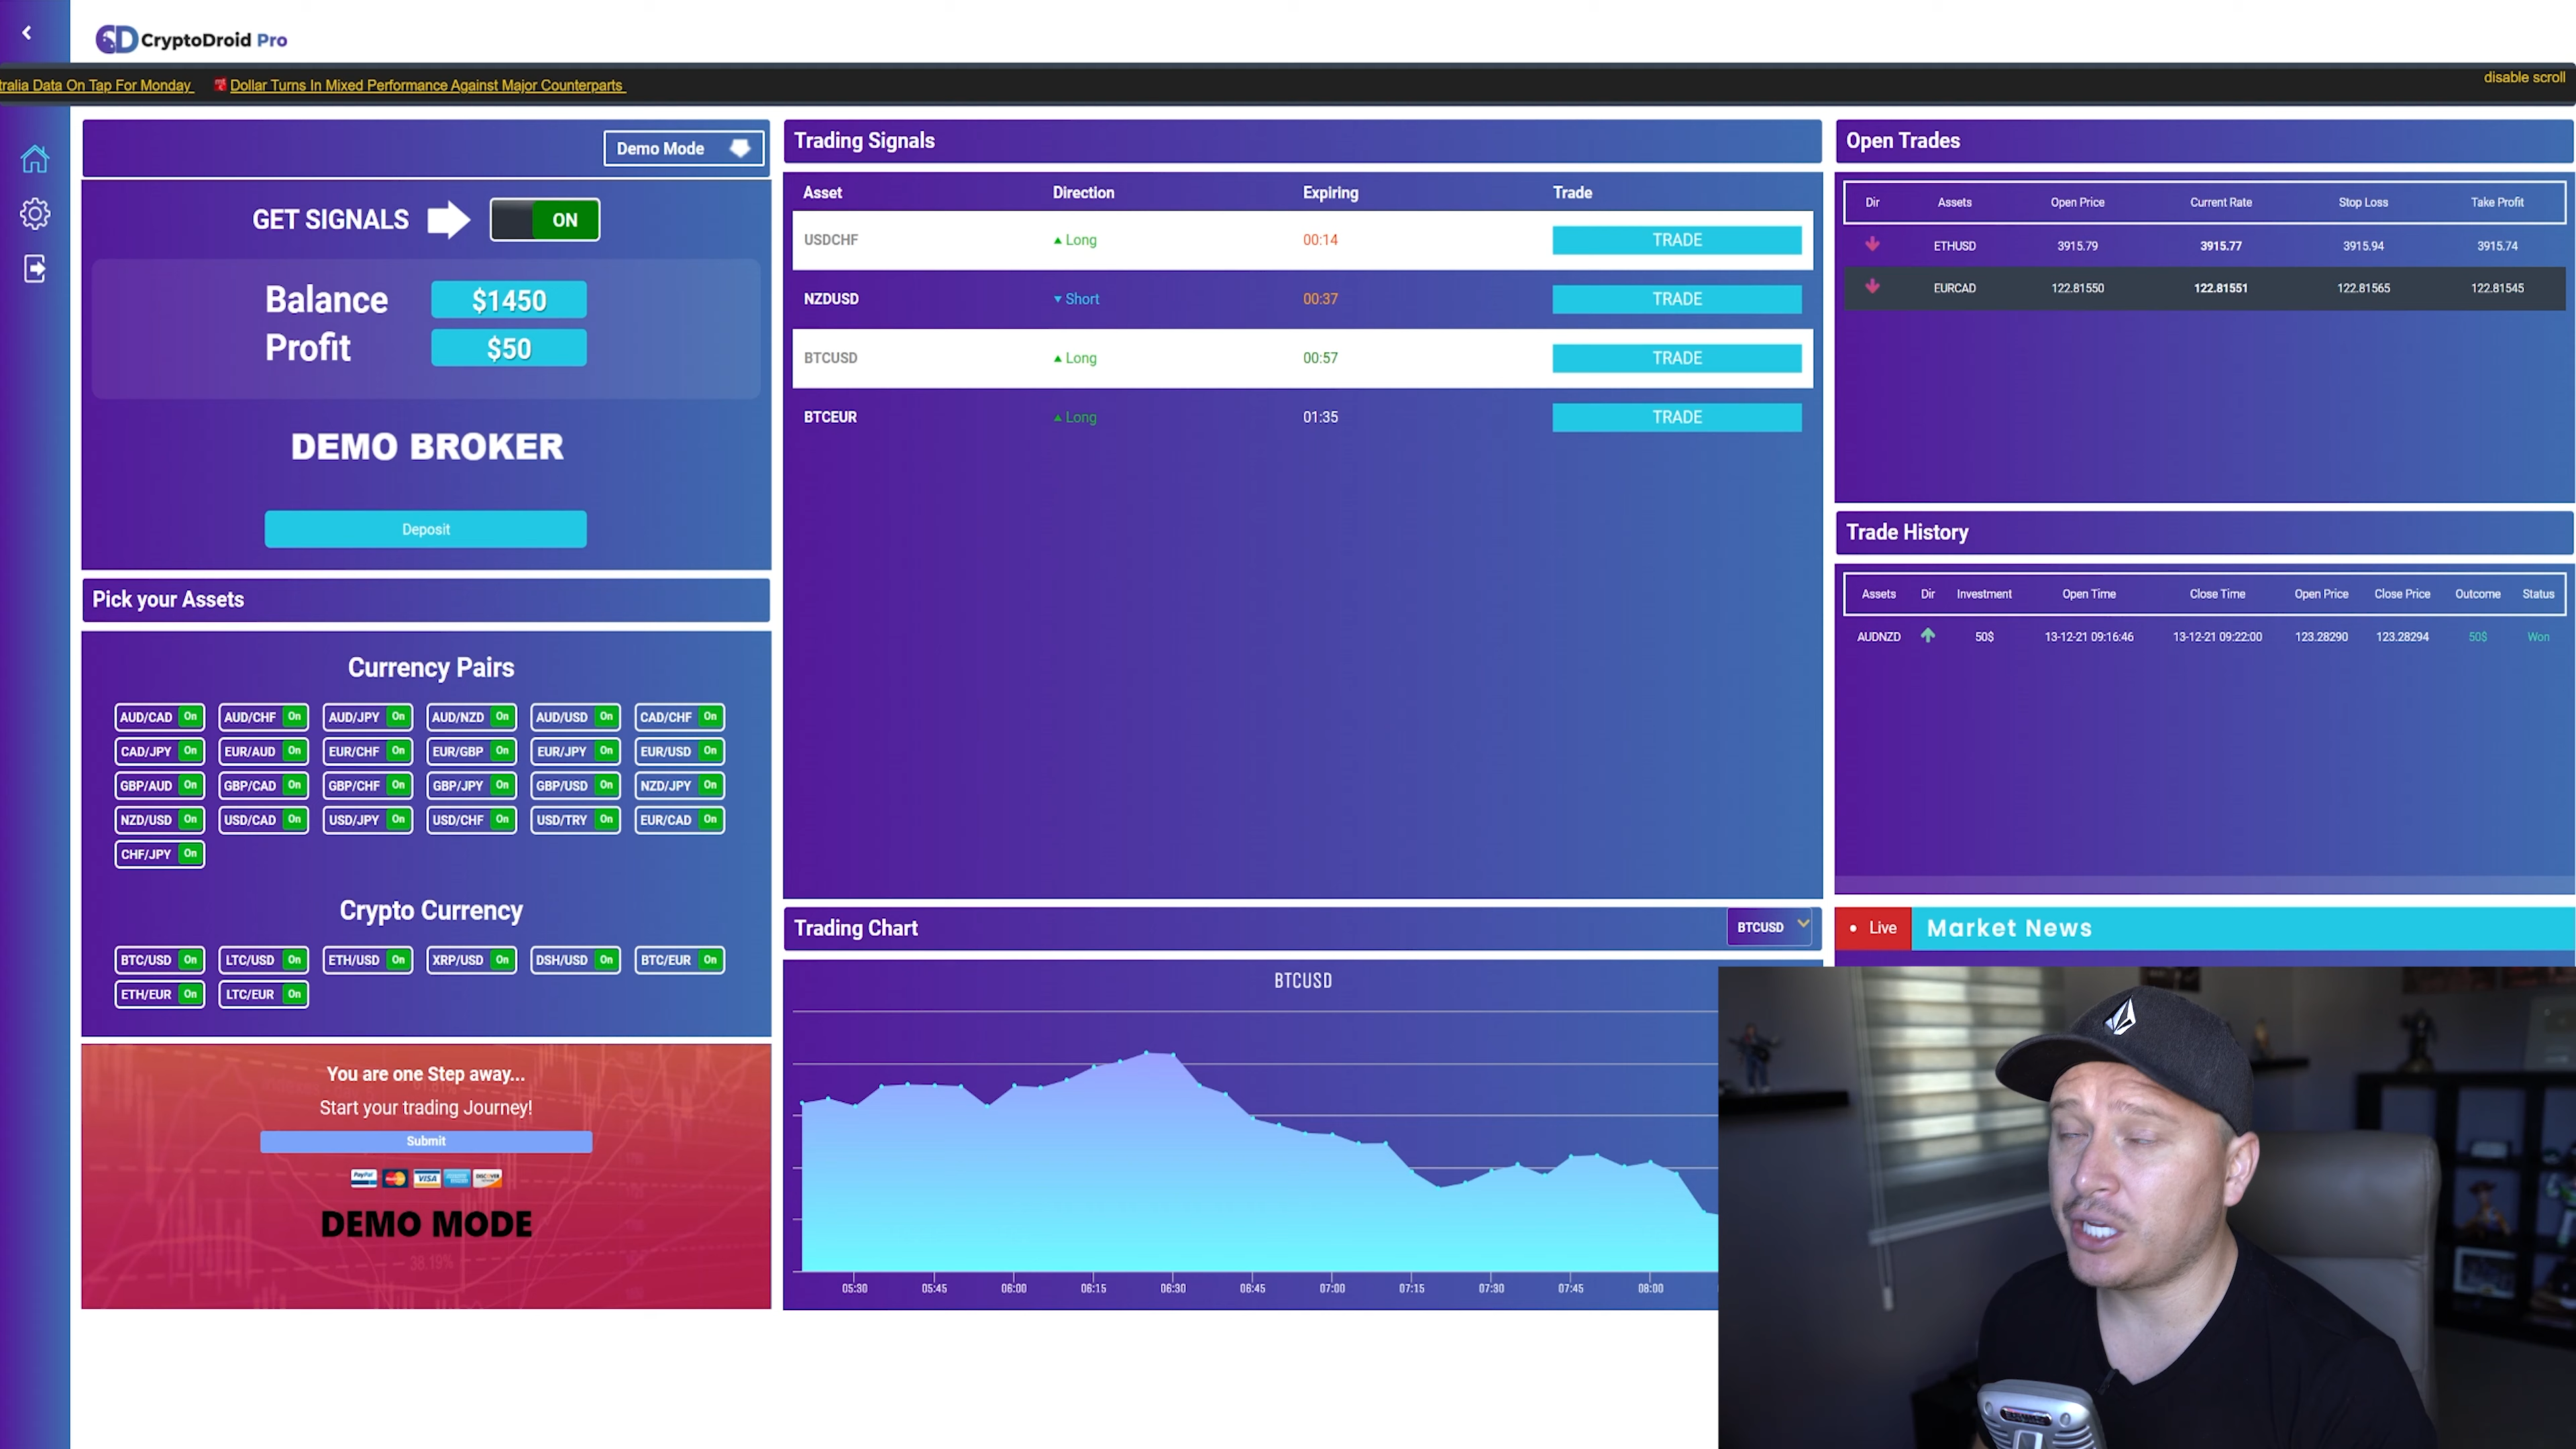 CryptoDroid Pro
tralia Data On Tap For Monday Dollar Turns In Mixed Performance Against Major Counterparts
disable scroll
Demo Mode
GET SIGNALS ON
Balance $1450
Profit $50
DEMO BROKER
Deposit
Pick your Assets
Currency Pairs
AUD/CAD On AUD/CHF On AUD/JPY On AUD/NZD On AUD/USD On CAD/CHF On
CAD/JPY On EUR/AUD On EUR/CHF On EUR/GBP On EUR/JPY On EUR/USD On
GBP/AUD On GBP/CAD On GBP/CHF On GBP/JPY On GBP/USD On NZD/JPY On
NZD/USD On USD/CAD On USD/JPY On USD/CHF On USD/TRY On EUR/CAD On
CHF/JPY On
Crypto Currency
BTC/USD On LTC/USD On ETH/USD On XRP/USD On DSH/USD On BTC/EUR On
ETH/EUR On LTC/EUR On
You are one Step away...
Start your trading Journey!
Submit
PayPal VISA DISCOVER
DEMO MODE
38.19%
Trading Signals
Asset Direction Expiring Trade
USDCHF Long 00:14 TRADE
NZDUSD Short 00:37 TRADE
BTCUSD Long 00:57 TRADE
BTCEUR Long 01:35 TRADE
Trading Chart BTCUSD
BTCUSD
05:30 05:45 06:00 06:15 06:30 06:45 07:00 07:15 07:30 07:45 08:00
Open Trades
Dir Assets Open Price Current Rate Stop Loss Take Profit
ETHUSD 3915.79 3915.77 3915.94 3915.74
EURCAD 122.81550 122.81551 122.81565 122.81545
Trade History
Assets Dir Investment Open Time Close Time Open Price Close Price Outcome Status
AUDNZD 50$ 13-12-21 09:16:46 13-12-21 09:22:00 123.28290 123.28294 50$ Won
Live Market News